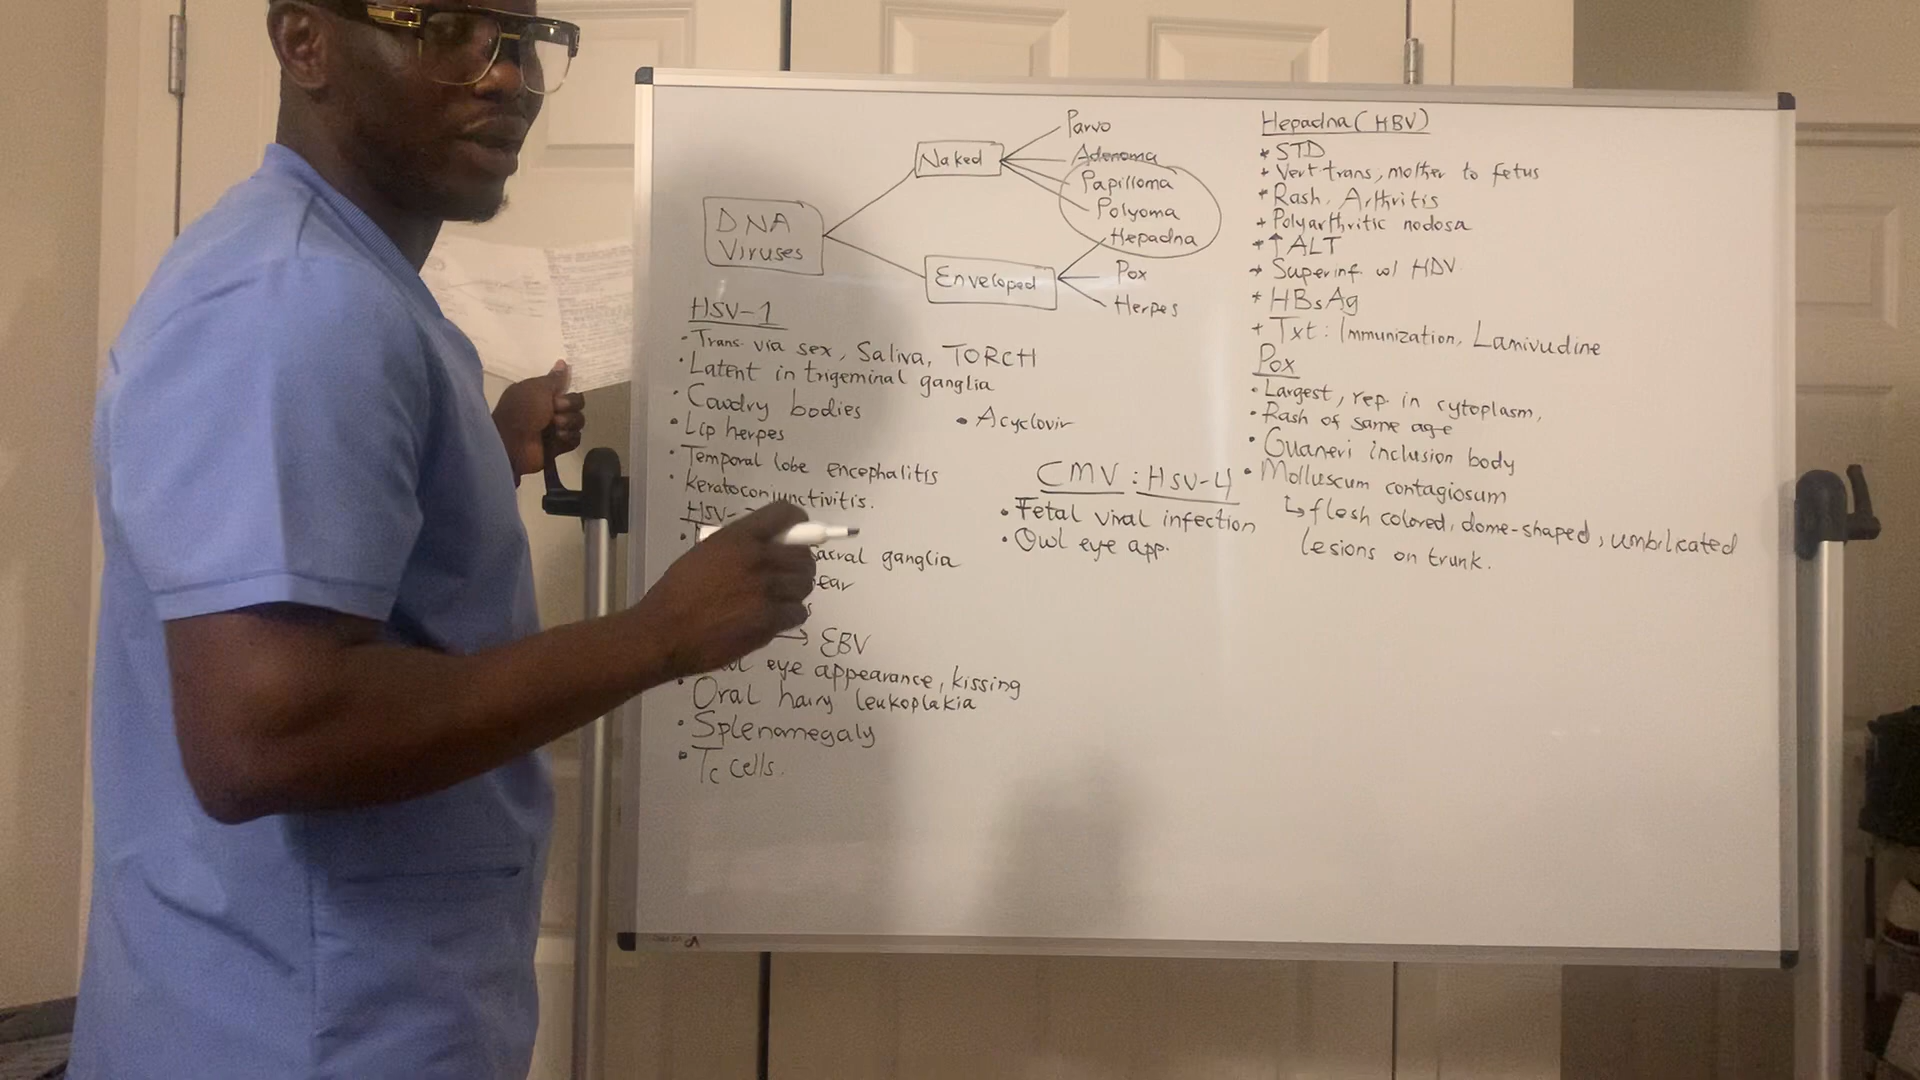 DNA
Viruses
Naked
Parvo
Adenoma
Papilloma
Polyoma
Enveloped
Hepadna
Pox
Herpes
HSV-1
• Trans. via sex, Saliva, TORCH
• Latent in trigeminal ganglia
• Cowdry bodies
• Lip herpes
• Temporal lobe encephalitis
• Keratoconjunctivitis.
• Acyclovir
HSV-
Sacral ganglia
→ EBV
eye appearance, kissing
• Oral hairy leukoplakia
• Splenomegaly
• Tc cells.
CMV : HSV-4
• Fetal viral infection
• Owl eye app.
Hepadna (HBV)
* STD
+ Vert trans, mother to fetus
* Rash, Arthritis
+ Polyarthritic nodosa
* ↑ ALT
* Superinf. w/ HDV
* HBsAg
+ Txt: Immunization, Lamivudine
Pox
• Largest, rep. in cytoplasm,
• Rash of same age
• Guaneri inclusion body
• Molluscum contagiosum
↳ flesh colored, dome-shaped, umbilicated
lesions on trunk.